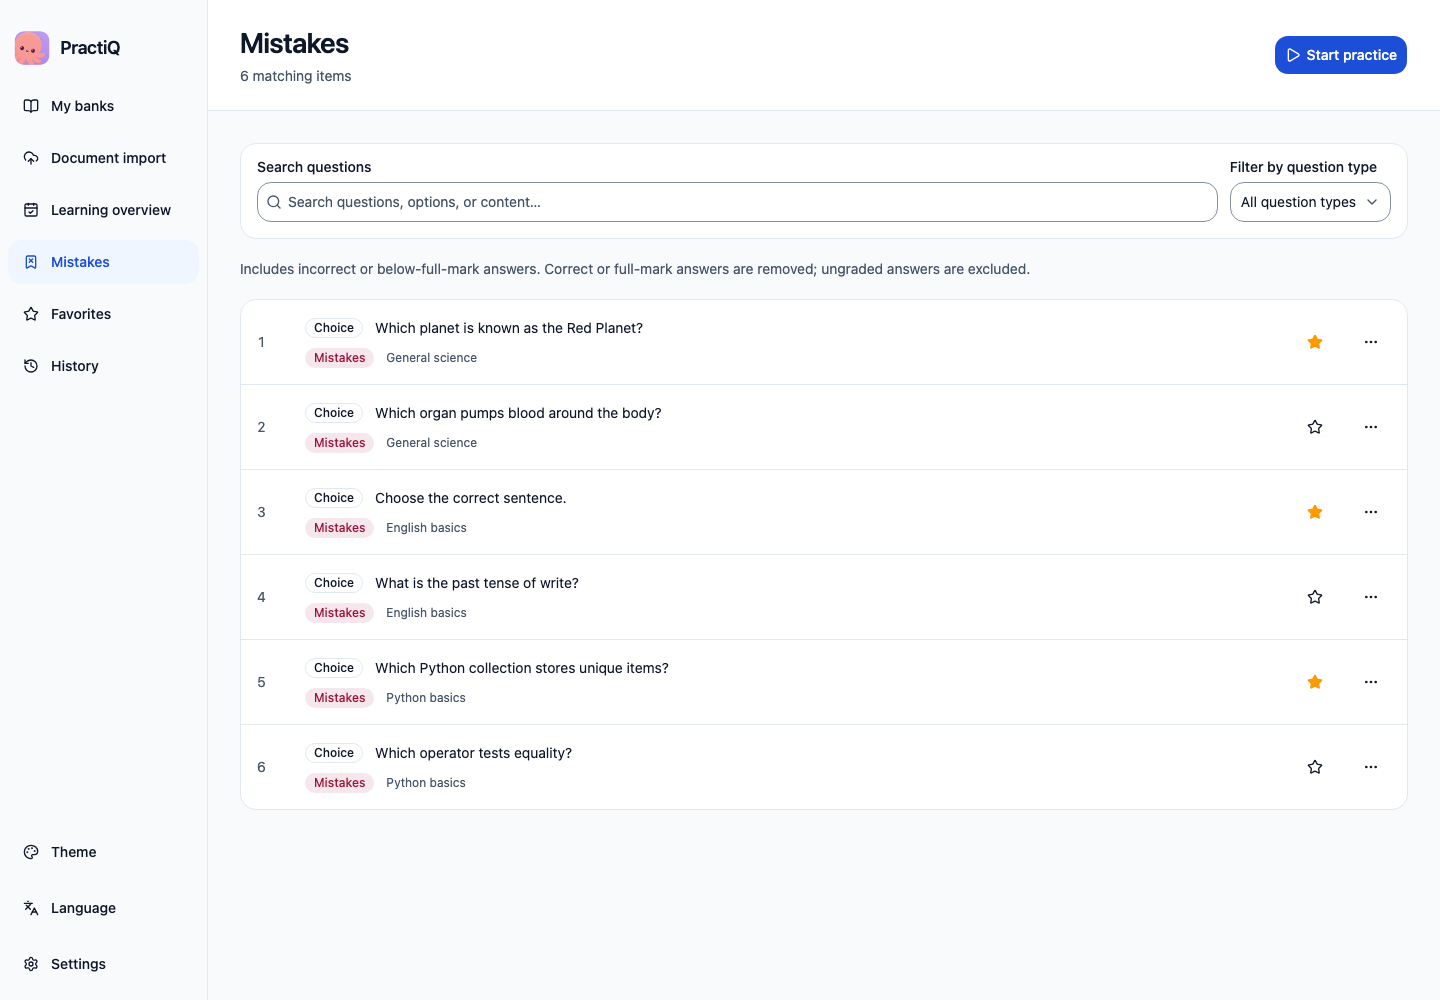 PractiQ
My banks
Document import
Learning overview
Mistakes
Favorites
History
Theme
Language
Settings
Mistakes
6 matching items
Start practice
Search questions
Search questions, options, or content...
Filter by question type
All question types
Includes incorrect or below-full-mark answers. Correct or full-mark answers are removed; ungraded answers are excluded.
1
Choice Which planet is known as the Red Planet?
Mistakes General science
2
Choice Which organ pumps blood around the body?
Mistakes General science
3
Choice Choose the correct sentence.
Mistakes English basics
4
Choice What is the past tense of write?
Mistakes English basics
5
Choice Which Python collection stores unique items?
Mistakes Python basics
6
Choice Which operator tests equality?
Mistakes Python basics